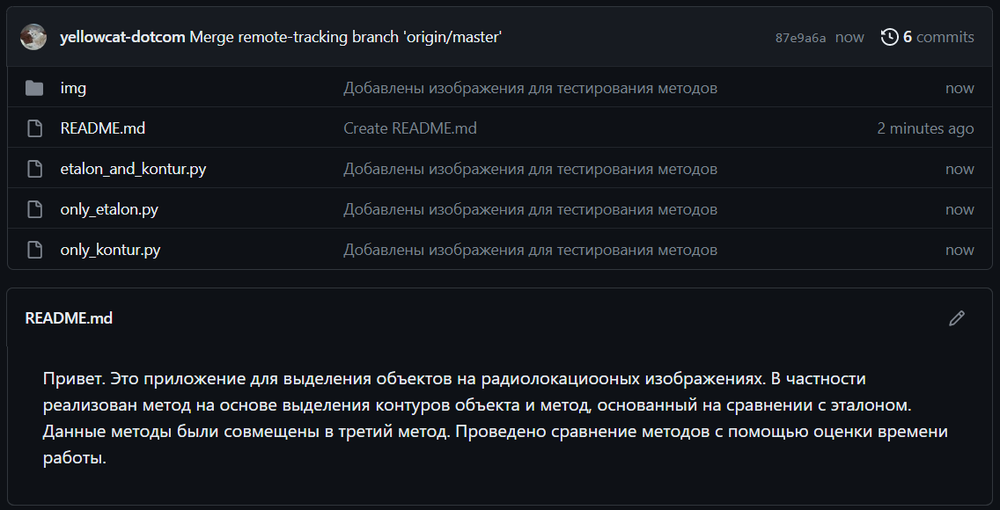 yellowcat-dotcom Merge remote-tracking branch 'origin/master' 87e9a6a now 6 commits
img Добавлены изображения для тестирования методов now
README.md Create README.md 2 minutes ago
etalon_and_kontur.py Добавлены изображения для тестирования методов now
only_etalon.py Добавлены изображения для тестирования методов now
only_kontur.py Добавлены изображения для тестирования методов now
README.md
Привет. Это приложение для выделения объектов на радиолокациооных изображениях. В частности
реализован метод на основе выделения контуров объекта и метод, основанный на сравнении с эталоном.
Данные методы были совмещены в третий метод. Проведено сравнение методов с помощью оценки времени
работы.